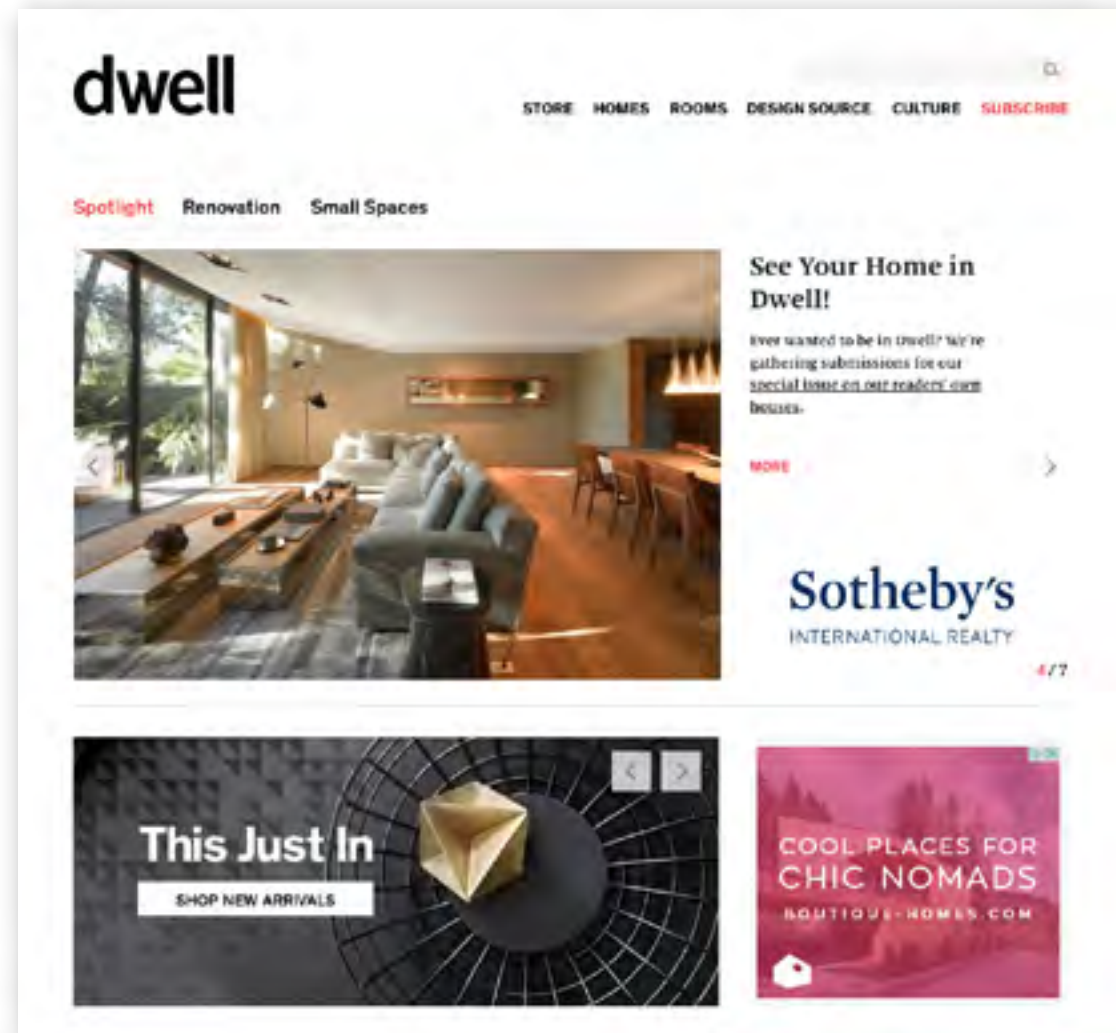 dwell
STORE HOMES ROOMS DESIGN SOURCE CULTURE SUBSCRIBE
Spotlight Renovation Small Spaces
See Your Home in
Dwell!
Ever wanted to be in Dwell? We're
gathering submissions for our
special issue on our readers' own
houses.
MORE
Sotheby's
INTERNATIONAL REALTY
4/7
This Just In
SHOP NEW ARRIVALS
COOL PLACES FOR
CHIC NOMADS
BOUTIQUE-HOMES.COM